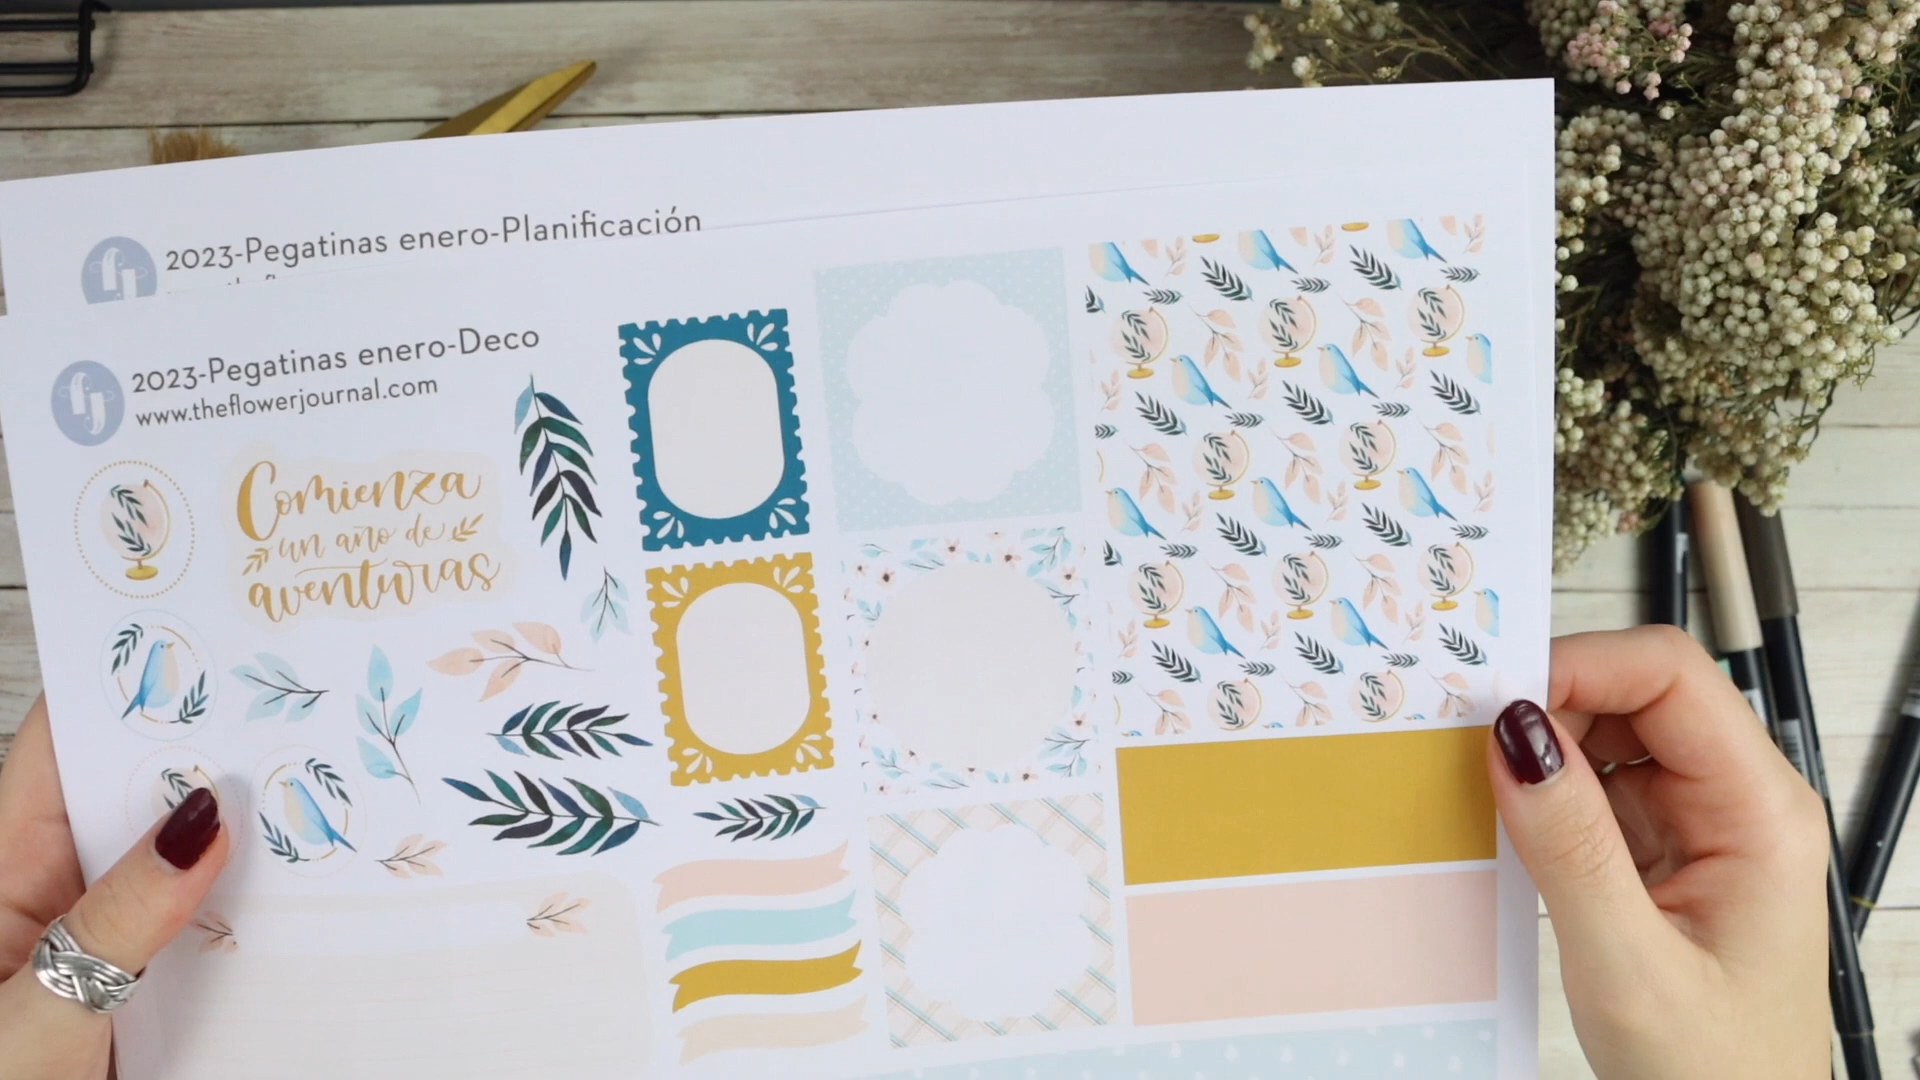 2023-Pegatinas enero-Planificación
2023-Pegatinas enero-Deco
www.theflowerjournal.com
Comienza
un año de
aventuras